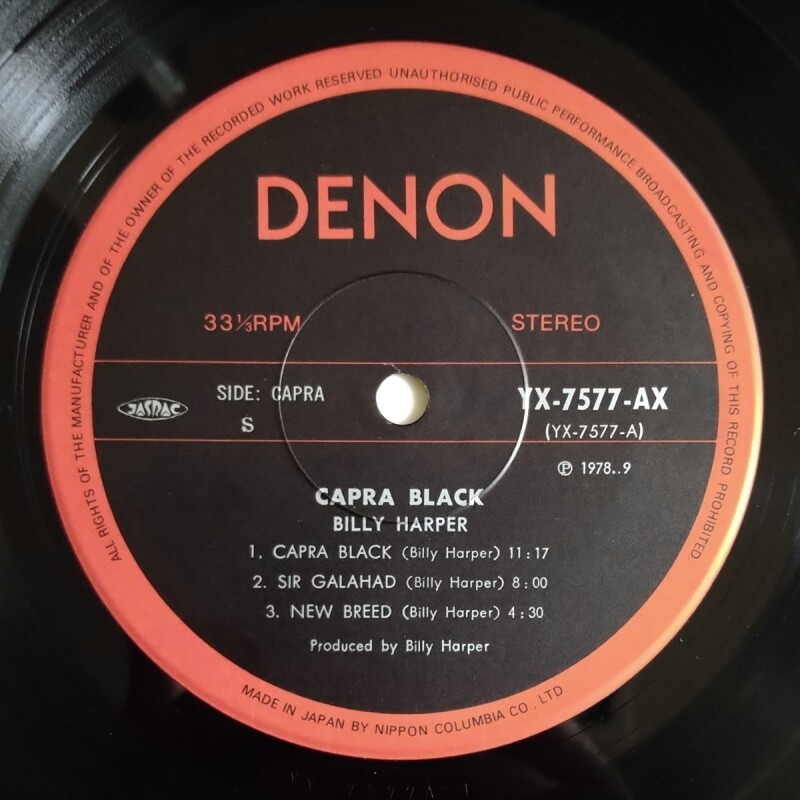 ALL RIGHTS OF THE MANUFACTURER AND OF THE OWNER OF THE RECORDED WORK RESERVED UNAUTHORISED PUBLIC PERFORMANCE BROADCASTING AND COPYING OF THIS RECORD PROHIBITED
DENON
33⅓RPM STEREO
JASRAC SIDE: CAPRA YX-7577-AX
S (YX-7577-A)
Ⓟ 1978..9
CAPRA BLACK
BILLY HARPER
1. CAPRA BLACK (Billy Harper) 11:17
2. SIR GALAHAD (Billy Harper) 8:00
3. NEW BREED (Billy Harper) 4:30
Produced by Billy Harper
MADE IN JAPAN BY NIPPON COLUMBIA CO., LTD